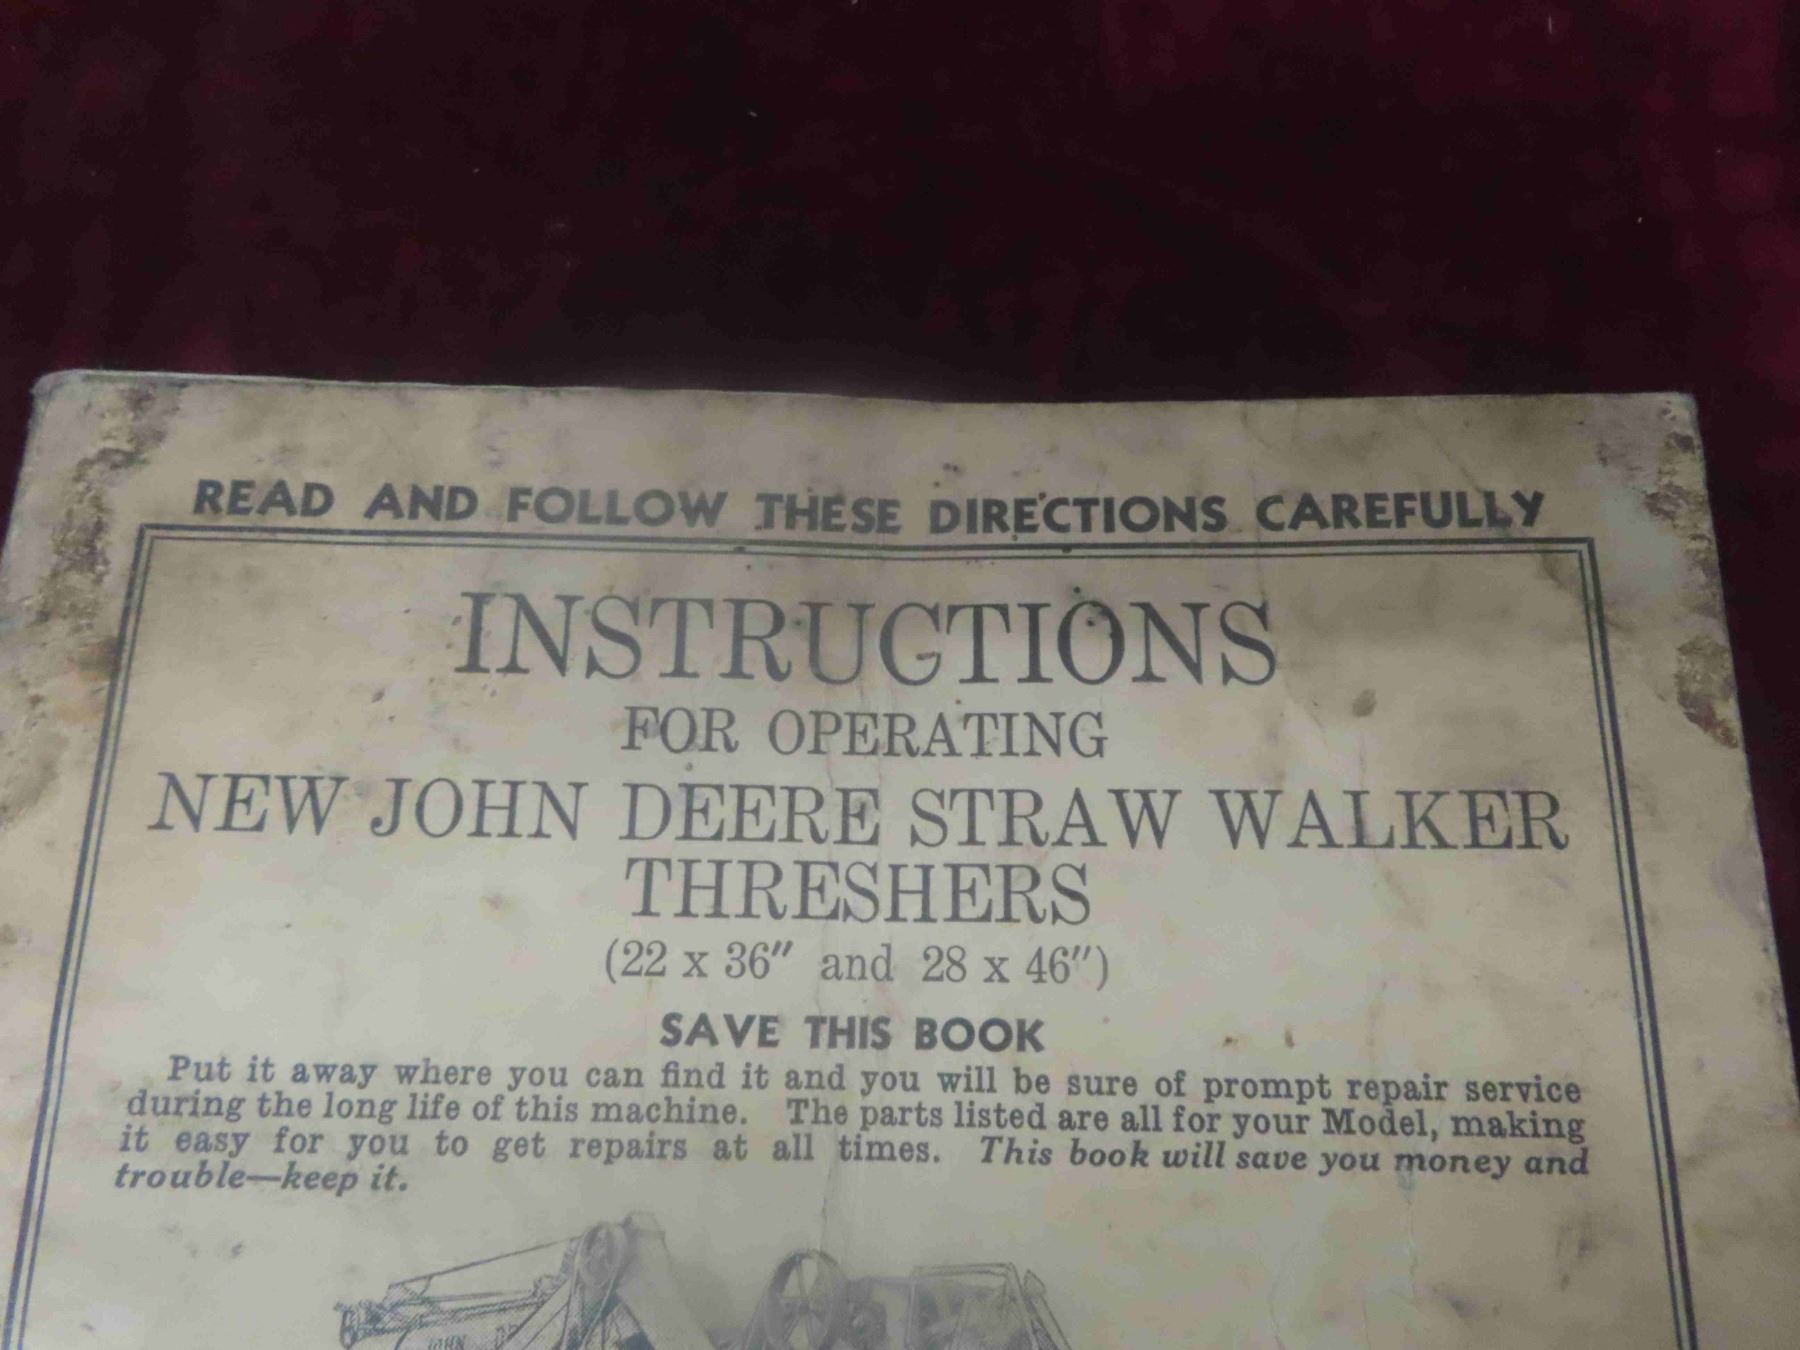 READ AND FOLLOW THESE DIRECTIONS CAREFULLY
INSTRUCTIONS
FOR OPERATING
NEW JOHN DEERE STRAW WALKER
THRESHERS
(22 x 36" and 28 x 46")
SAVE THIS BOOK
Put it away where you can find it and you will be sure of prompt repair service
during the long life of this machine. The parts listed are all for your Model, making
it easy for you to get repairs at all times. This book will save you money and
trouble—keep it.
JOHN